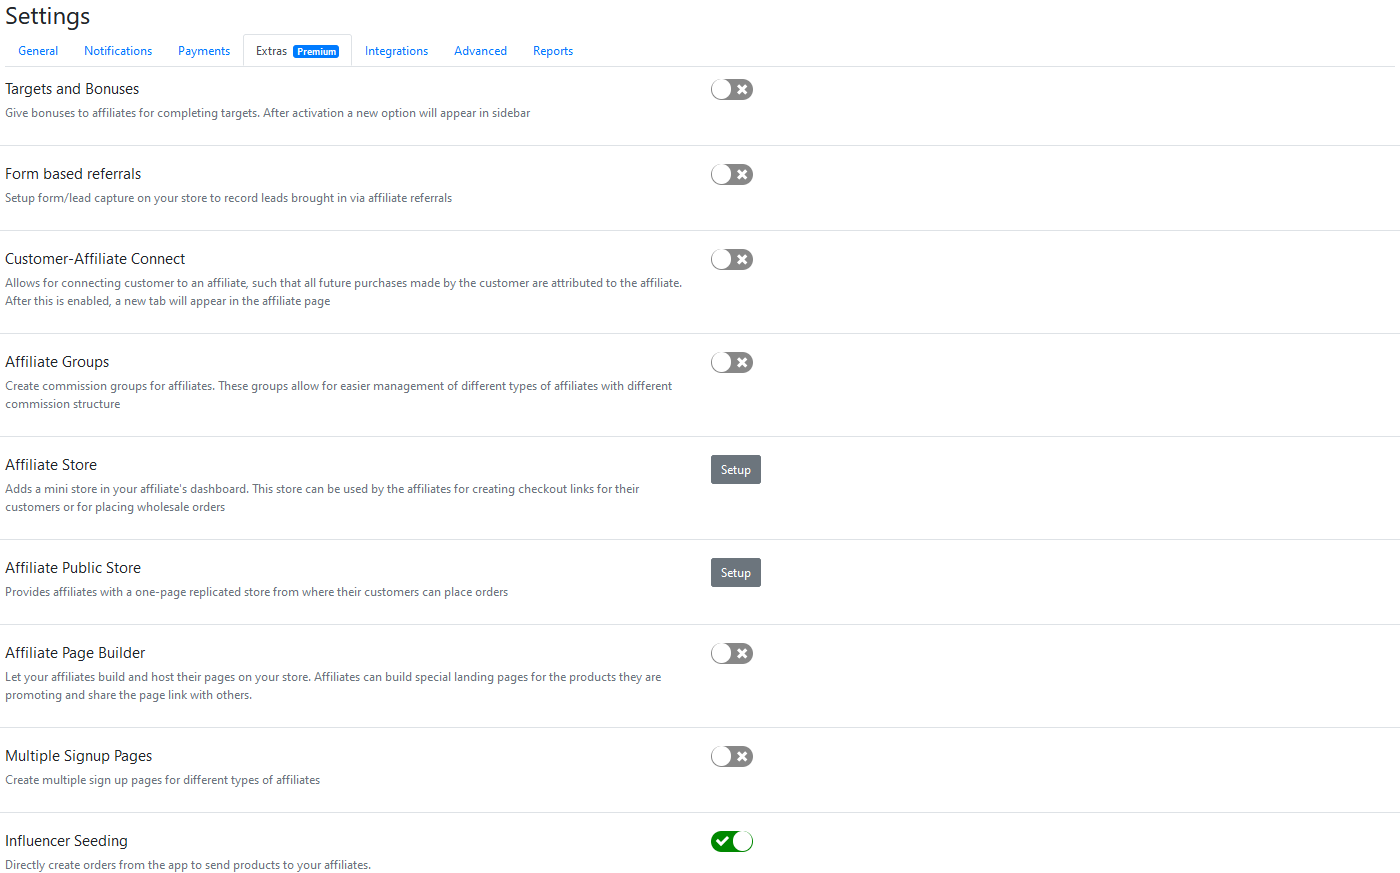 Settings
General Notifications Payments Extras Premium Integrations Advanced Reports
Targets and Bonuses
Give bonuses to affiliates for completing targets. After activation a new option will appear in sidebar
Form based referrals
Setup form/lead capture on your store to record leads brought in via affiliate referrals
Customer-Affiliate Connect
Allows for connecting customer to an affiliate, such that all future purchases made by the customer are attributed to the affiliate.
After this is enabled, a new tab will appear in the affiliate page
Affiliate Groups
Create commission groups for affiliates. These groups allow for easier management of different types of affiliates with different
commission structure
Affiliate Store
Setup
Adds a mini store in your affiliate's dashboard. This store can be used by the affiliates for creating checkout links for their
customers or for placing wholesale orders
Affiliate Public Store
Setup
Provides affiliates with a one-page replicated store from where their customers can place orders
Affiliate Page Builder
Let your affiliates build and host their pages on your store. Affiliates can build special landing pages for the products they are
promoting and share the page link with others.
Multiple Signup Pages
Create multiple sign up pages for different types of affiliates
Influencer Seeding
Directly create orders from the app to send products to your affiliates.